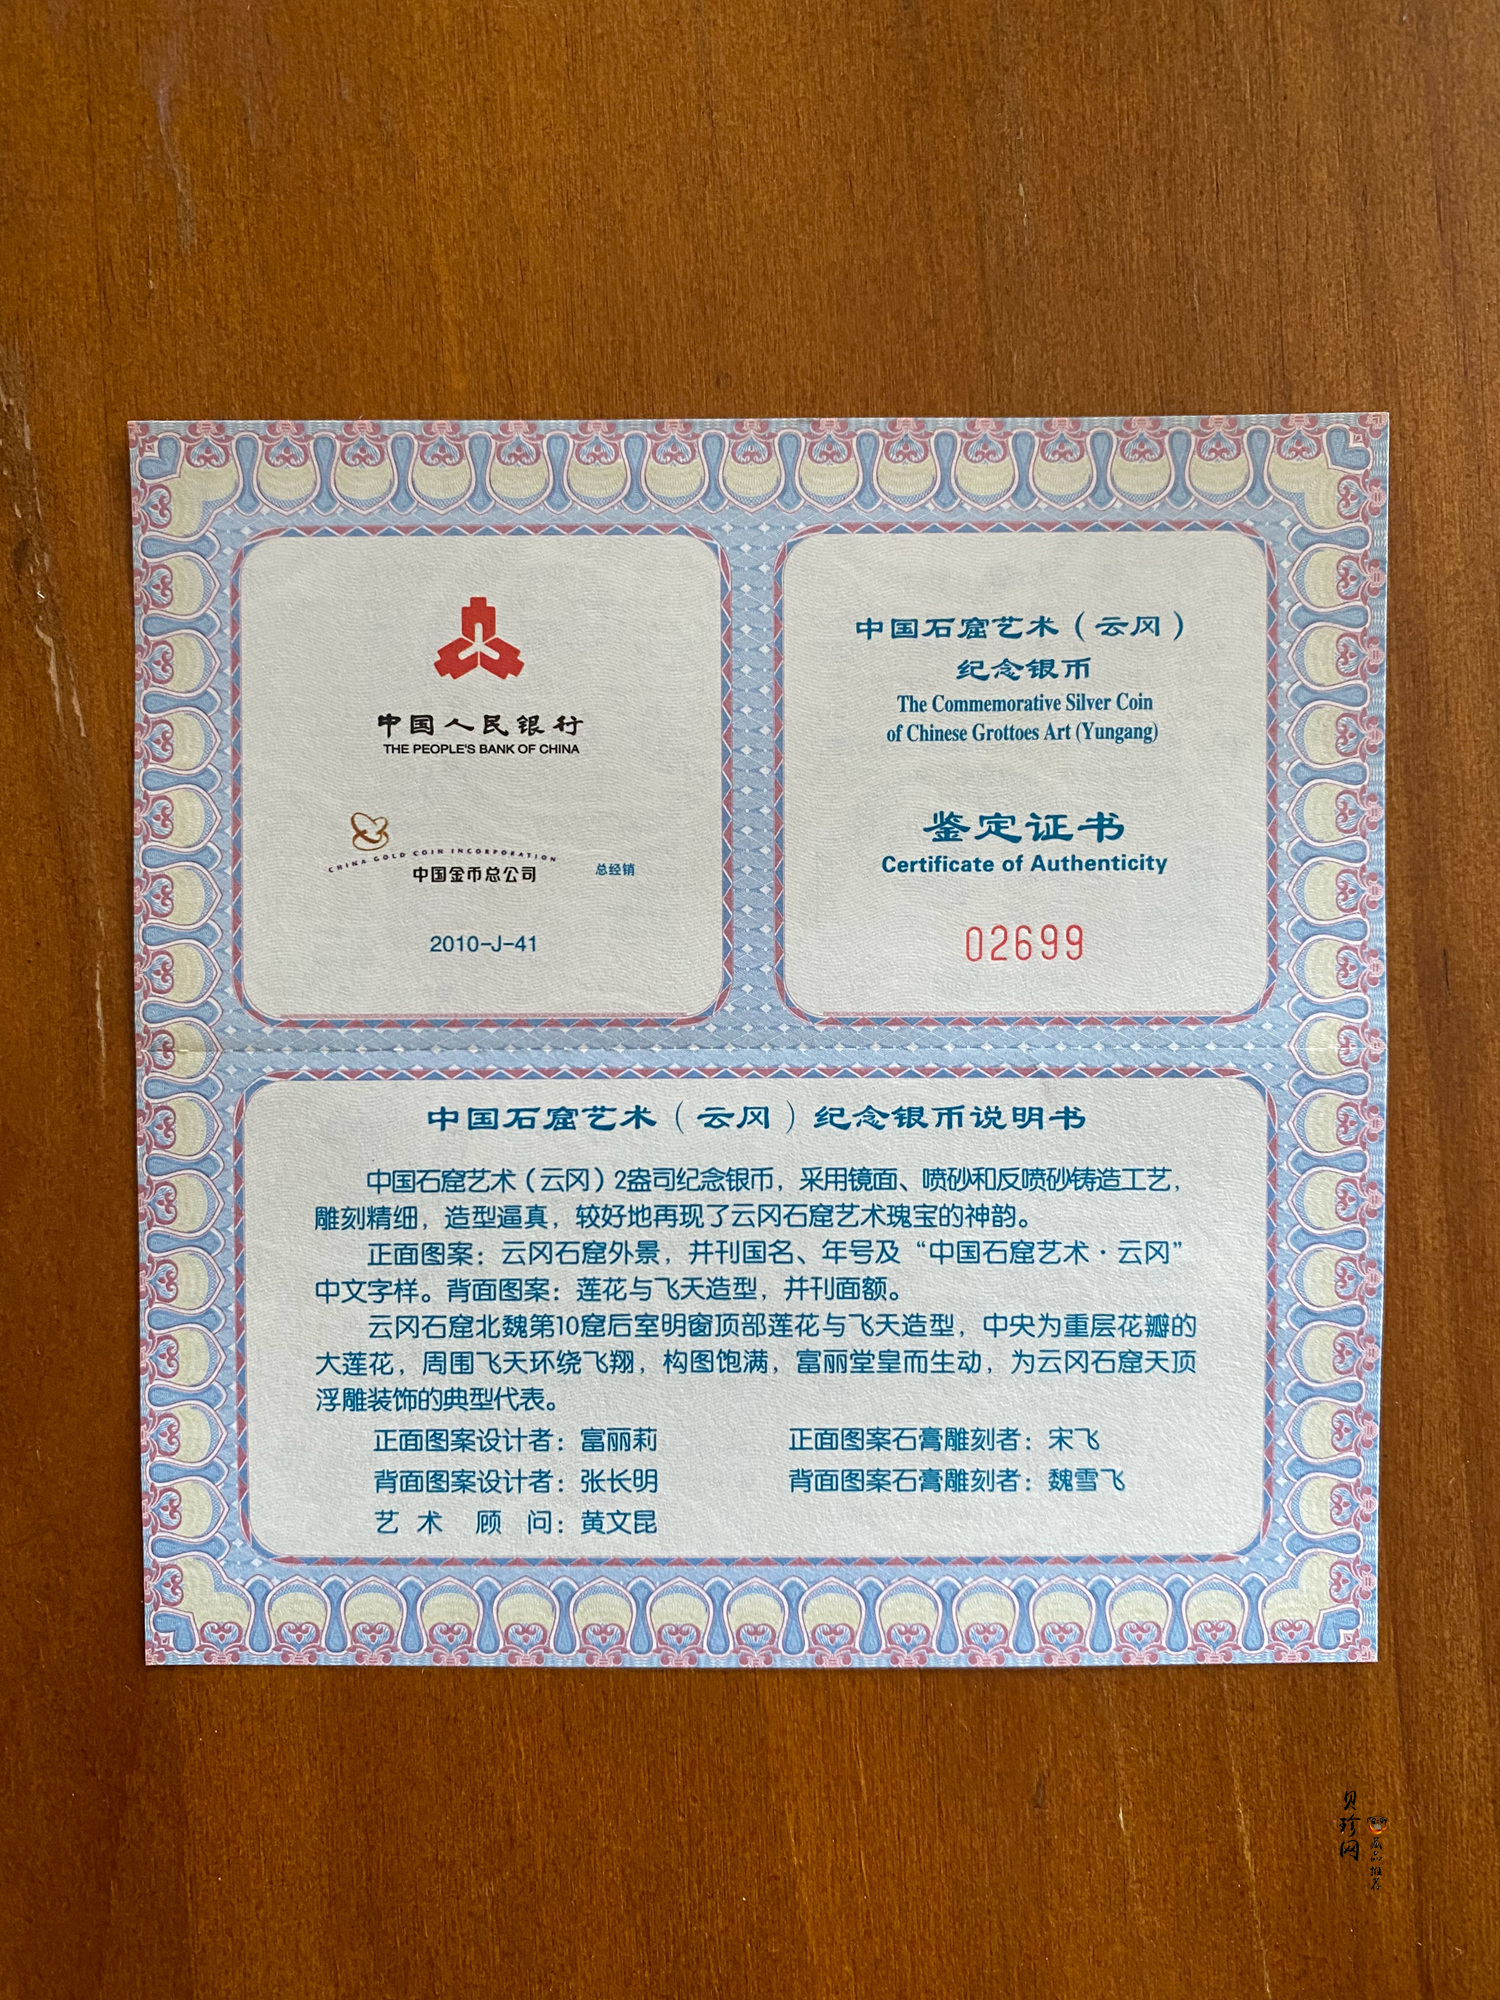 中国人民银行
THE PEOPLE'S BANK OF CHINA
CHINA GOLD COIN INCORPORATION
中国金币总公司 总经销
2010-J-41
中国石窟艺术（云冈）
纪念银币
The Commemorative Silver Coin
of Chinese Grottoes Art (Yungang)
鉴定证书
Certificate of Authenticity
02699
中国石窟艺术（云冈）纪念银币说明书
中国石窟艺术（云冈）2盎司纪念银币，采用镜面、喷砂和反喷砂铸造工艺，
雕刻精细，造型逼真，较好地再现了云冈石窟艺术瑰宝的神韵。
正面图案：云冈石窟外景，并刊国名、年号及“中国石窟艺术·云冈”
中文字样。背面图案：莲花与飞天造型，并刊面额。
云冈石窟北魏第10窟后室明窗顶部莲花与飞天造型，中央为重层花瓣的
大莲花，周围飞天环绕飞翔，构图饱满，富丽堂皇而生动，为云冈石窟天顶
浮雕装饰的典型代表。
正面图案设计者：富丽莉 正面图案石膏雕刻者：宋飞
背面图案设计者：张长明 背面图案石膏雕刻者：魏雪飞
艺术顾问：黄文昆
贝珍网
藏品推荐